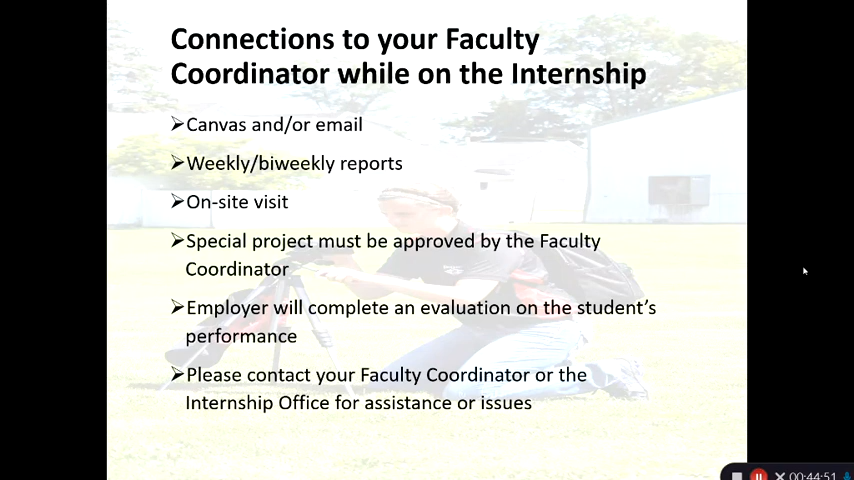 Connections to your Faculty
Coordinator while on the Internship
➢Canvas and/or email
➢Weekly/biweekly reports
➢On-site visit
➢Special project must be approved by the Faculty
Coordinator
➢Employer will complete an evaluation on the student’s
performance
➢Please contact your Faculty Coordinator or the
Internship Office for assistance or issues
00:44:51